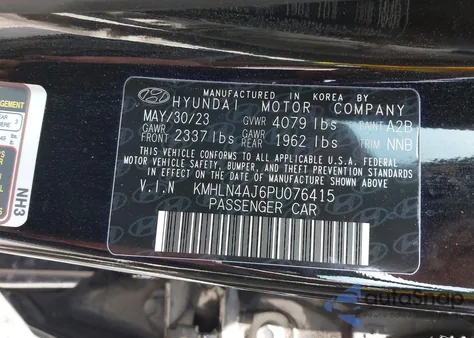 MANUFACTURED IN KOREA BY
HYUNDAI MOTOR COMPANY
MAY/30/23 GVWR 4079 lbs PAINT A2B
GAWR FRONT 2337 lbs GAWR REAR 1962 lbs TRIM NNB
THIS VEHICLE CONFORMS TO ALL APPLICABLE U.S.A. FEDERAL
MOTOR VEHICLE SAFETY, BUMPER, AND THEFT PREVENTION
STANDARDS IN EFFECT ON THE DATE OF MANUFACTURE SHOWN ABOVE.
V.I.N KMHLN4AJ6PU076415
PASSENGER CAR
NH3
autoSnap